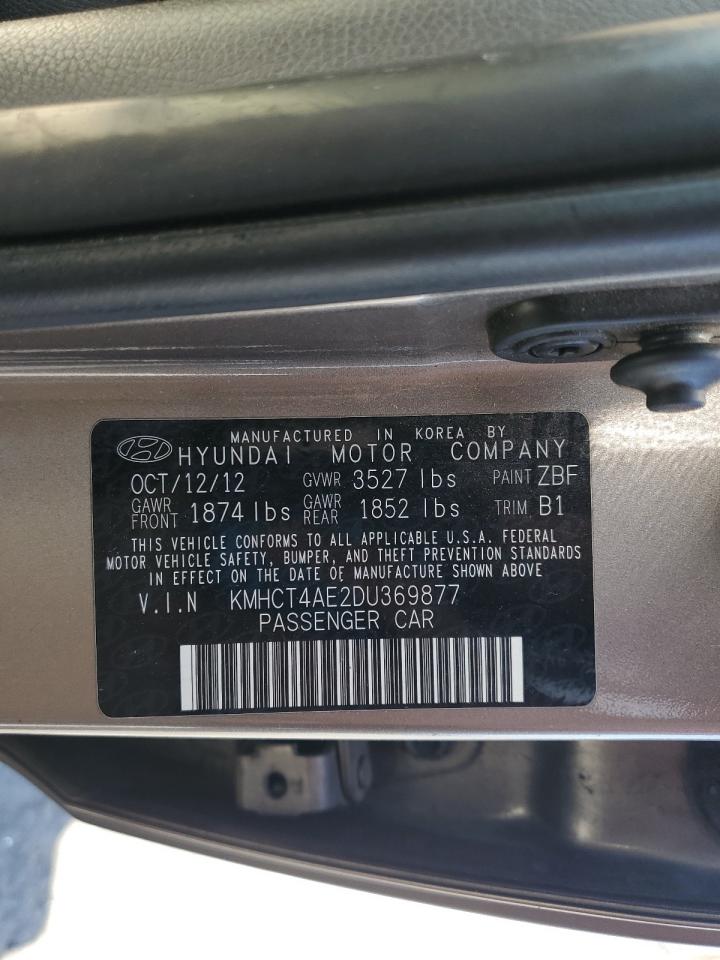 MANUFACTURED IN KOREA BY
HYUNDAI MOTOR COMPANY
OCT/12/12 GVWR 3527 lbs PAINT ZBF
GAWR FRONT 1874 lbs GAWR REAR 1852 lbs TRIM B1
THIS VEHICLE CONFORMS TO ALL APPLICABLE U.S.A. FEDERAL
MOTOR VEHICLE SAFETY, BUMPER, AND THEFT PREVENTION STANDARDS
IN EFFECT ON THE DATE OF MANUFACTURE SHOWN ABOVE
V.I.N KMHCT4AE2DU369877
PASSENGER CAR